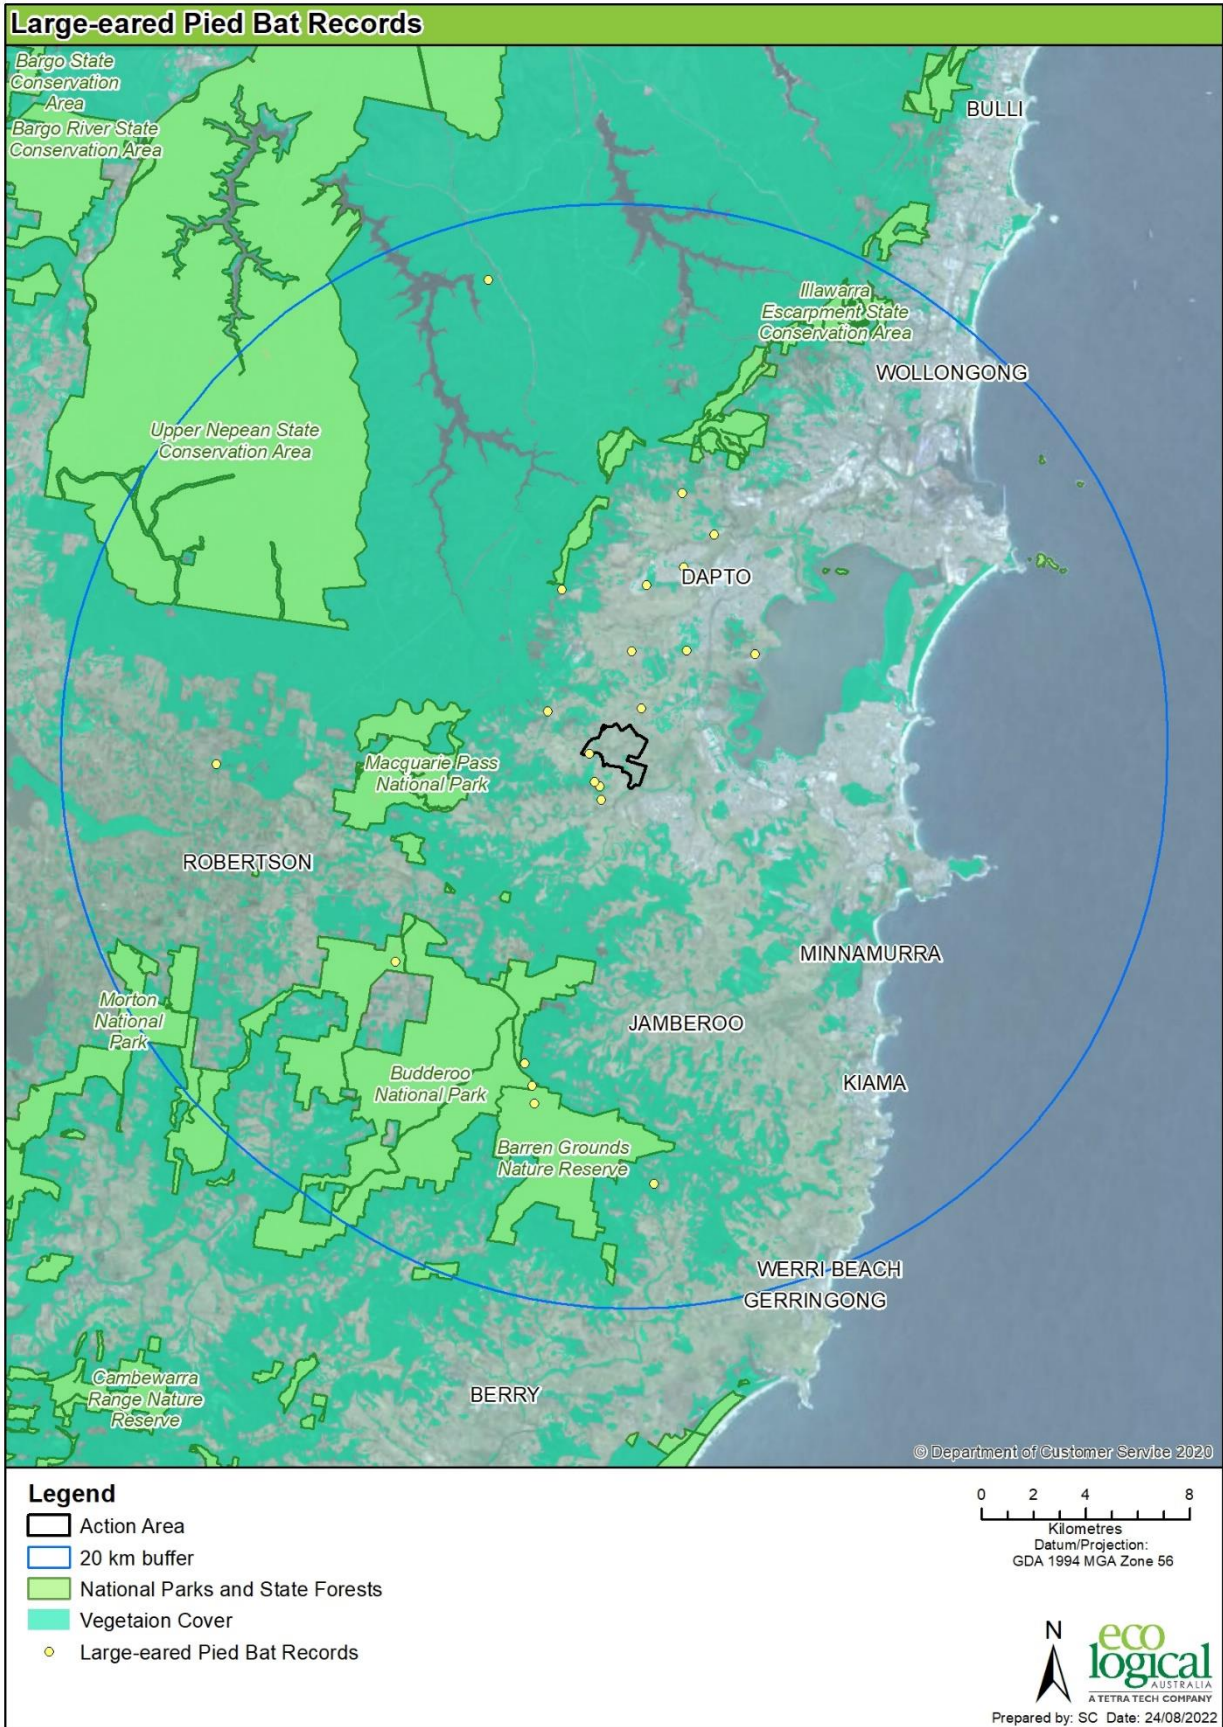 Large-eared Pied Bat Records
Bargo State
Conservation
Area
Bargo River State
Conservation Area
BULLI
Illawarra
Escarpment State
Conservation Area
WOLLONGONG
Upper Nepean State
Conservation Area
DAPTO
Macquarie Pass
National Park
ROBERTSON
MINNAMURRA
Morton
National
Park
JAMBEROO
Budderoo
National Park
KIAMA
Barren Grounds
Nature Reserve
WERRI BEACH
GERRINGONG
Cambewarra
Range Nature
Reserve
BERRY
© Department of Customer Service 2020
Legend
Action Area
20 km buffer
National Parks and State Forests
Vegetaion Cover
Large-eared Pied Bat Records
0 2 4 8
Kilometres
Datum/Projection:
GDA 1994 MGA Zone 56
N
eco
logical
AUSTRALIA
A TETRA TECH COMPANY
Prepared by: SC Date: 24/08/2022